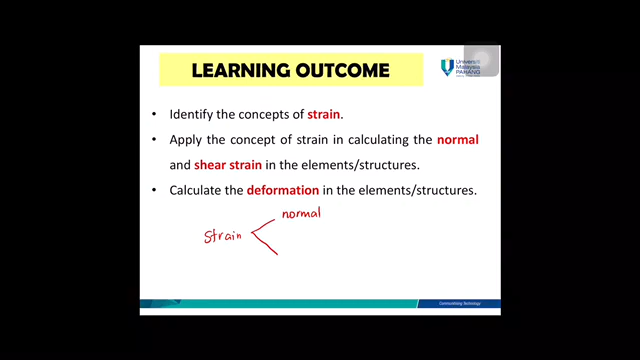 LEARNING OUTCOME
Universiti
Malaysia
PAHANG
• Identify the concepts of strain.
• Apply the concept of strain in calculating the normal
and shear strain in the elements/structures.
• Calculate the deformation in the elements/structures.
normal
Strain
Communitising Technology